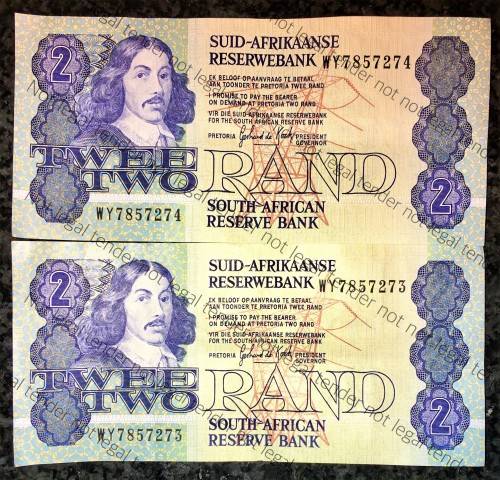 2
SUID-AFRIKAANSE
RESERWEBANK WY7857274
EK BELOOF OP AANVRAAG TE BETAAL
AAN TOONDER TE PRETORIA TWEE RAND
I PROMISE TO PAY THE BEARER
ON DEMAND AT PRETORIA TWO RAND
VIR DIE SUID-AFRIKAANSE RESERWEBANK
FOR THE SOUTH AFRICAN RESERVE BANK
PRETORIA PRESIDENT
GOVERNOR
TWEE
TWO RAND
2
WY7857274
SOUTH AFRICAN
RESERVE BANK
2
SUID-AFRIKAANSE
RESERWEBANK WY7857273
EK BELOOF OP AANVRAAG TE BETAAL
AAN TOONDER TE PRETORIA TWEE RAND
I PROMISE TO PAY THE BEARER
ON DEMAND AT PRETORIA TWO RAND
VIR DIE SUID-AFRIKAANSE RESERWEBANK
FOR THE SOUTH AFRICAN RESERVE BANK
PRETORIA PRESIDENT
GOVERNOR
TWEE
TWO RAND
2
WY7857273
SOUTH AFRICAN
RESERVE BANK
not legal tender not legal tender not legal tender